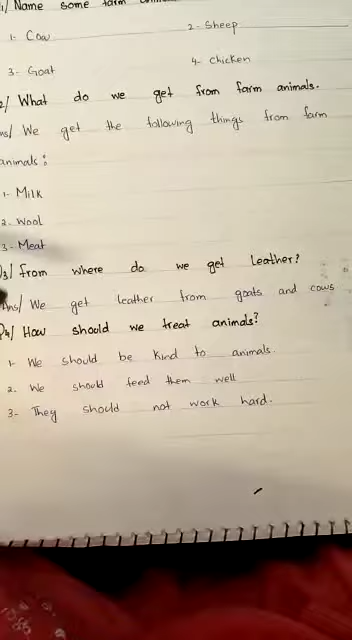 1/ Name some farm
1- Cow 2- Sheep
3- Goat 4- Chicken
2/ What do we get from farm animals.
ns/ We get the following things from farm
animals:
1- Milk
2- Wool
3- Meat
3/ From where do we get Leather?
Ans/ We get leather from goats and cows
Q4/ How should we treat animals?
1- We should be kind to animals.
2. We should feed them well
3- They should not work hard.